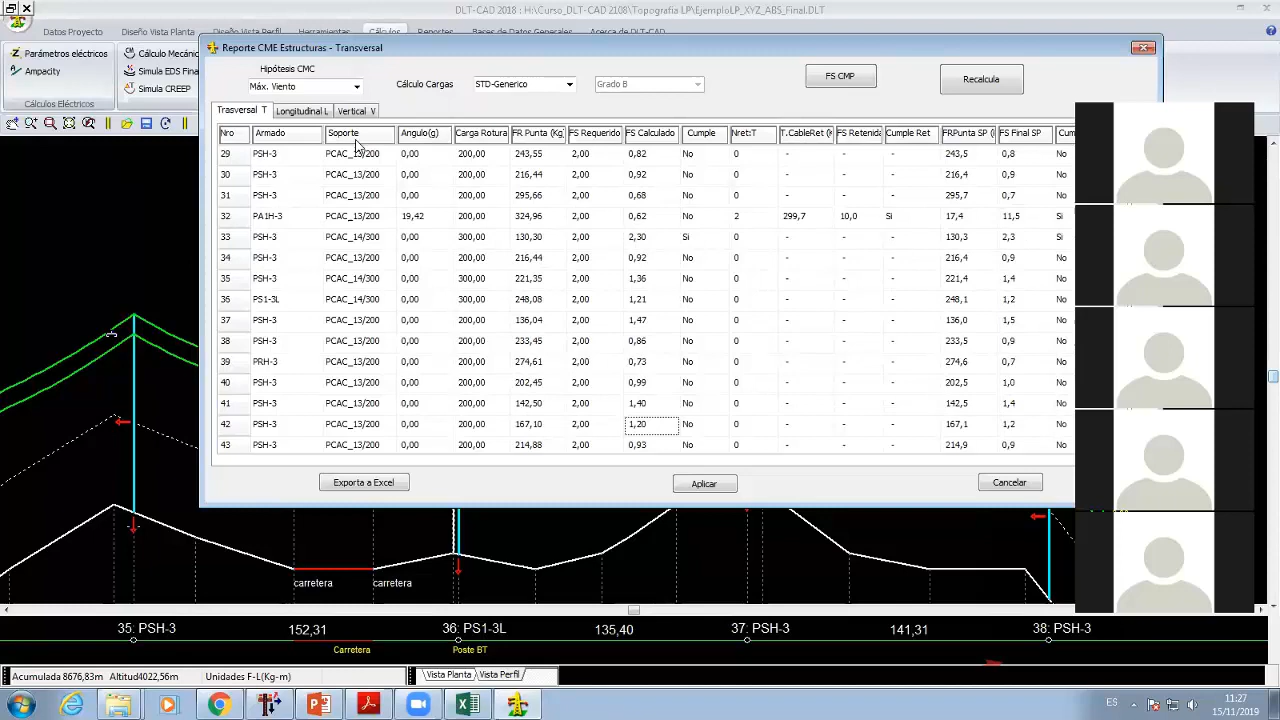 DLT-CAD 2018 : H:\Curso_DLT-CAD 2108\Topografia LP\EjemploLP_XYZ_ABS_Final.DLT
Datos Proyecto Diseño Vista Planta Diseño Vista Perfil Herramientas Cálculos Reportes Bases de Datos Generales Acerca de DLT-CAD
Parámetros eléctricos
Ampacity
Cálculos Eléctricos
Cálculo Mecánic
Simula EDS Fina
Simula CREEP
Reporte CME Estructuras - Transversal
Hipótesis CMC
Máx. Viento
Cálculo Cargas STD-Generico Grado B FS CMP Recalcula
Trasversal T Longitudinal L Vertical V
Nro Armado Soporte Angulo(g) Carga Rotura FR Punta (Kg, FS Requerido FS Calculado Cumple Nret:T T.CableRet (K FS Retenida Cumple Ret FRPunta SP ( FS Final SP Cum
29 PSH-3 PCAC_13/200 0,00 200,00 243,55 2,00 0,82 No 0 - - - 243,5 0,8 No
30 PSH-3 PCAC_13/200 0,00 200,00 216,44 2,00 0,92 No 0 - - - 216,4 0,9 No
31 PSH-3 PCAC_13/200 0,00 200,00 295,66 2,00 0,68 No 0 - - - 295,7 0,7 No
32 PA1H-3 PCAC_13/200 19,42 200,00 324,96 2,00 0,62 No 2 299,7 10,0 Si 17,4 11,5 Si
33 PSH-3 PCAC_14/300 0,00 300,00 130,30 2,00 2,30 Si 0 - - - 130,3 2,3 Si
34 PSH-3 PCAC_13/200 0,00 200,00 216,44 2,00 0,92 No 0 - - - 216,4 0,9 No
35 PSH-3 PCAC_14/300 0,00 300,00 221,35 2,00 1,36 No 0 - - - 221,4 1,4 No
36 PS1-3L PCAC_14/300 0,00 300,00 248,08 2,00 1,21 No 0 - - - 248,1 1,2 No
37 PSH-3 PCAC_13/200 0,00 200,00 136,04 2,00 1,47 No 0 - - - 136,0 1,5 No
38 PSH-3 PCAC_13/200 0,00 200,00 233,45 2,00 0,86 No 0 - - - 233,5 0,9 No
39 PRH-3 PCAC_13/200 0,00 200,00 274,61 2,00 0,73 No 0 - - - 274,6 0,7 No
40 PSH-3 PCAC_13/200 0,00 200,00 202,45 2,00 0,99 No 0 - - - 202,5 1,0 No
41 PSH-3 PCAC_13/200 0,00 200,00 142,50 2,00 1,40 No 0 - - - 142,5 1,4 No
42 PSH-3 PCAC_13/200 0,00 200,00 167,10 2,00 1,20 No 0 - - - 167,1 1,2 No
43 PSH-3 PCAC_13/200 0,00 200,00 214,88 2,00 0,93 No 0 - - - 214,9 0,9 No
Exporta a Excel Aplicar Cancelar
carretera carretera
35: PSH-3 152,31 36: PS1-3L 135,40 37: PSH-3 141,31 38: PSH-3
Carretera Poste BT
Acumulada 8676,83m Altitud4022,56m Unidades F-L(Kg-m) Vista Planta Vista Perfil
ES 11:27
15/11/2019